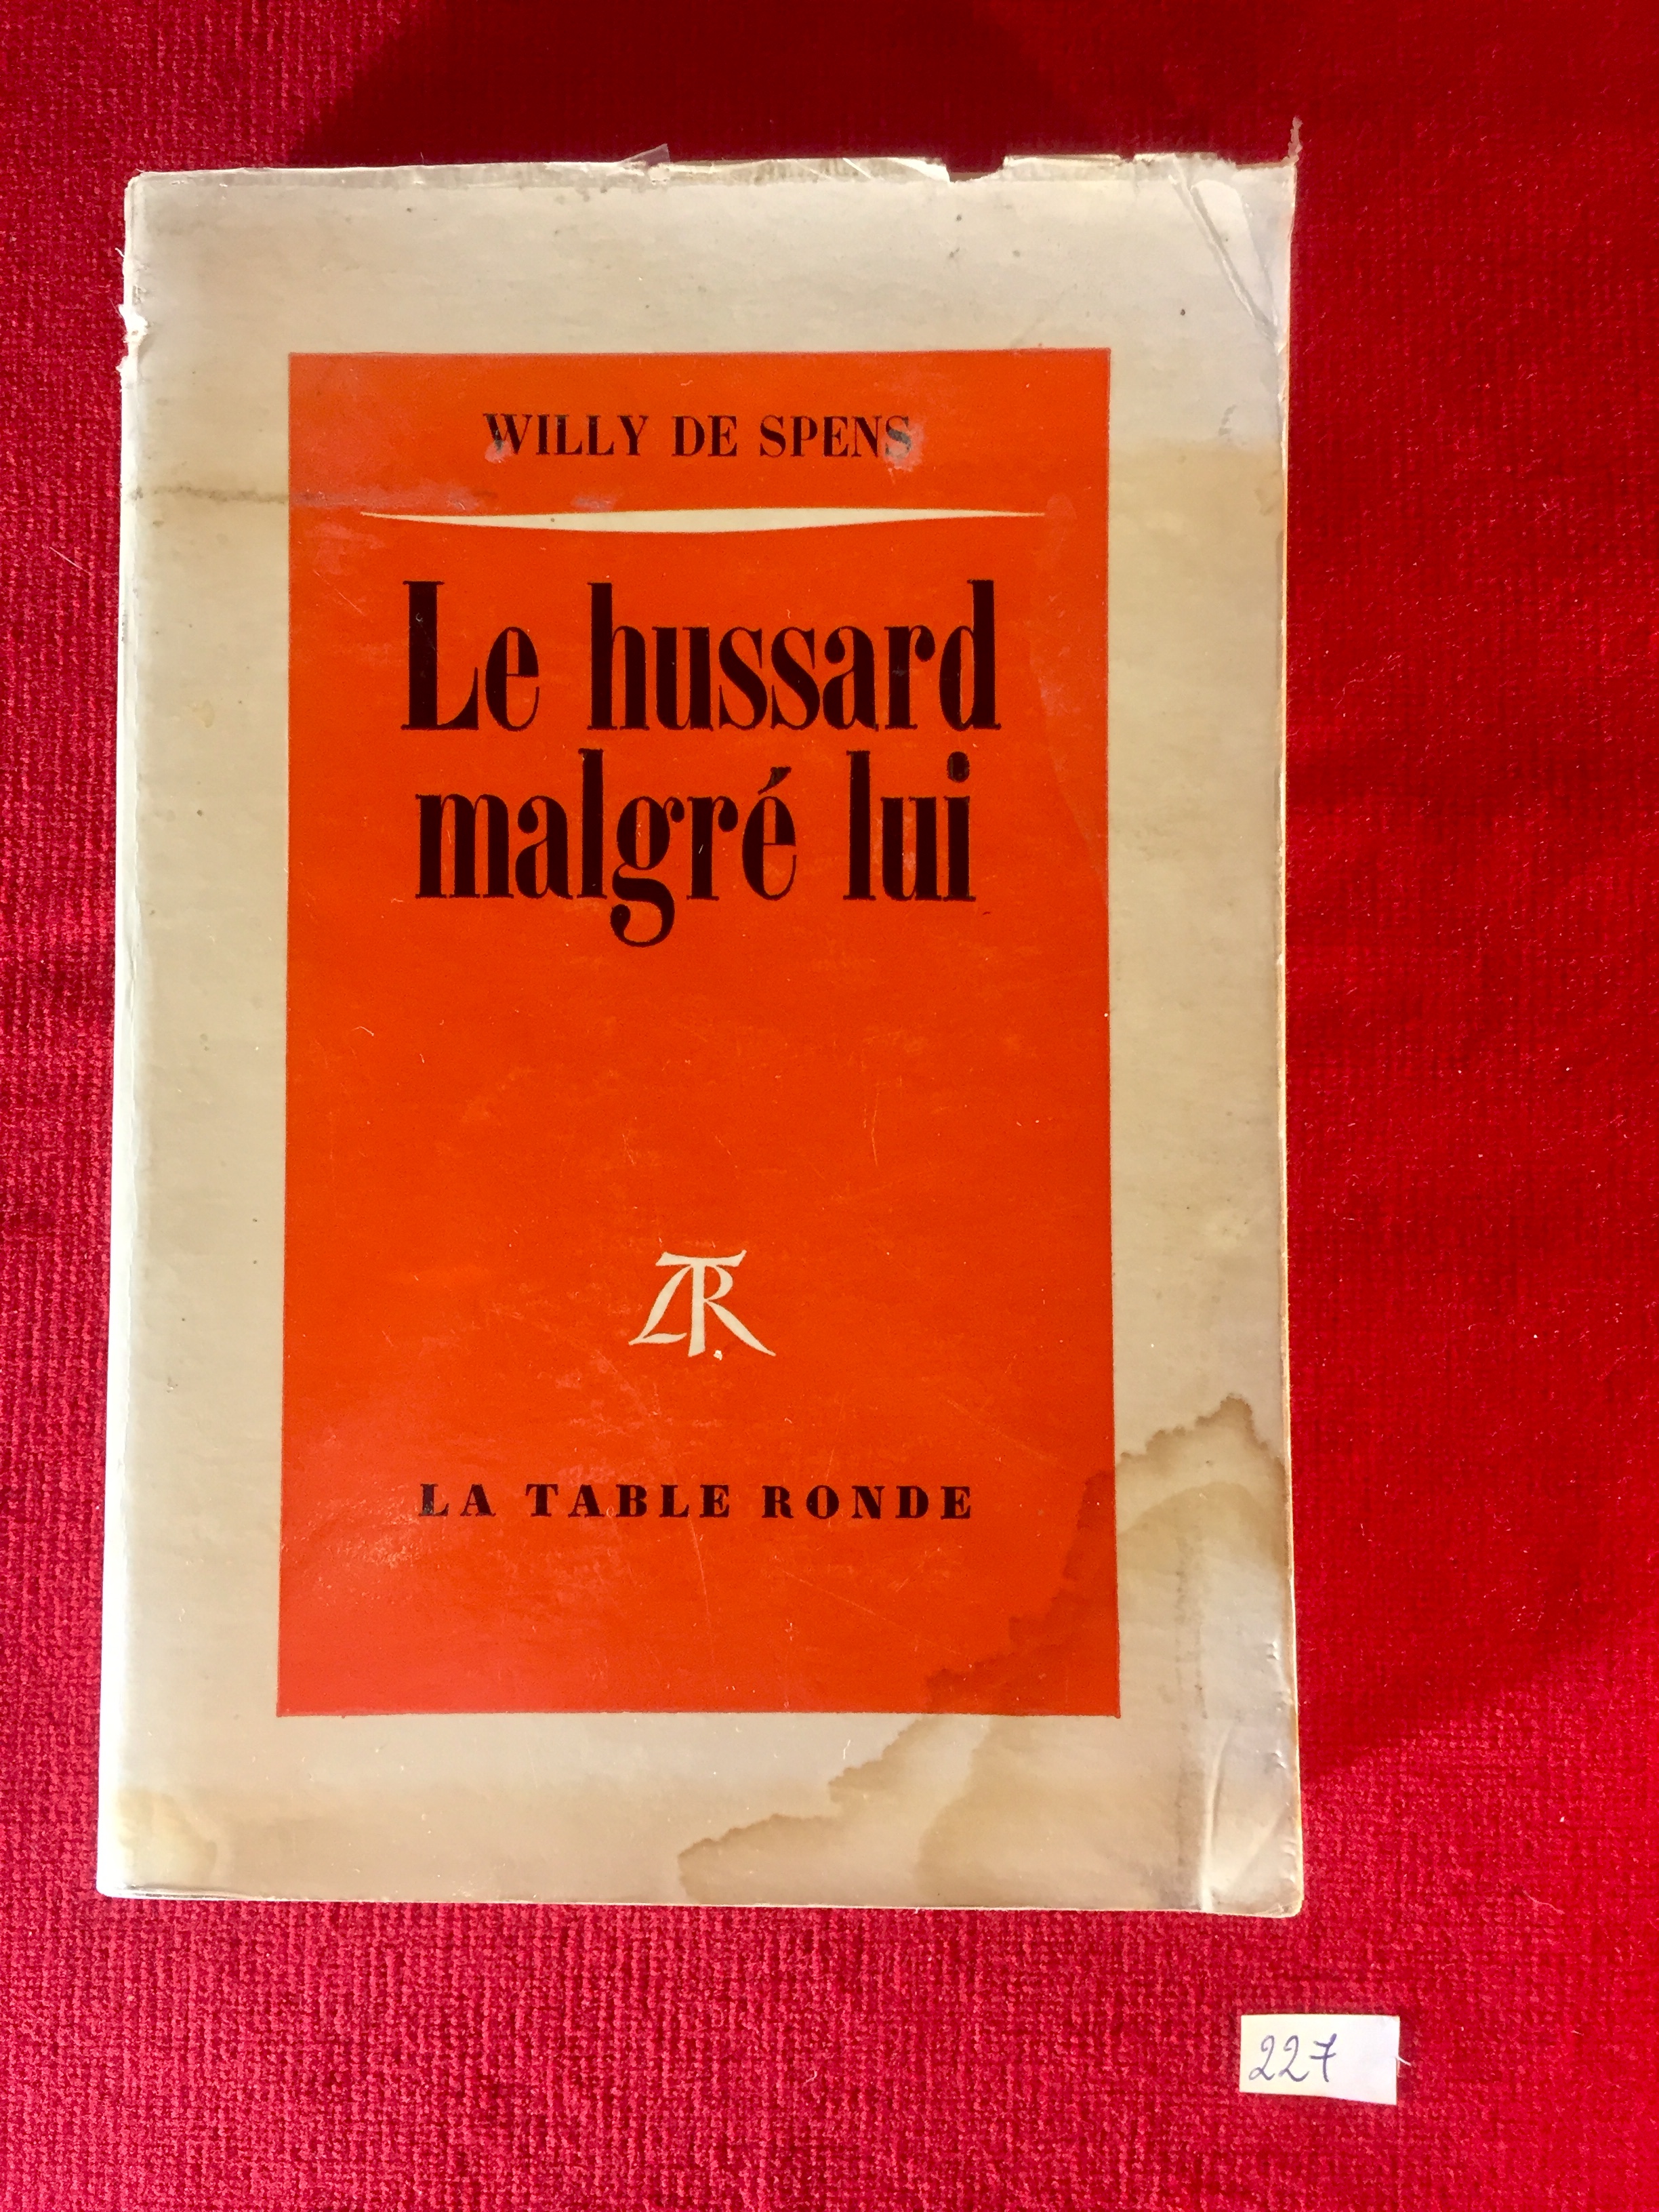 WILLY DE SPENS
Le hussard
malgré lui
LTR
LA TABLE RONDE
227